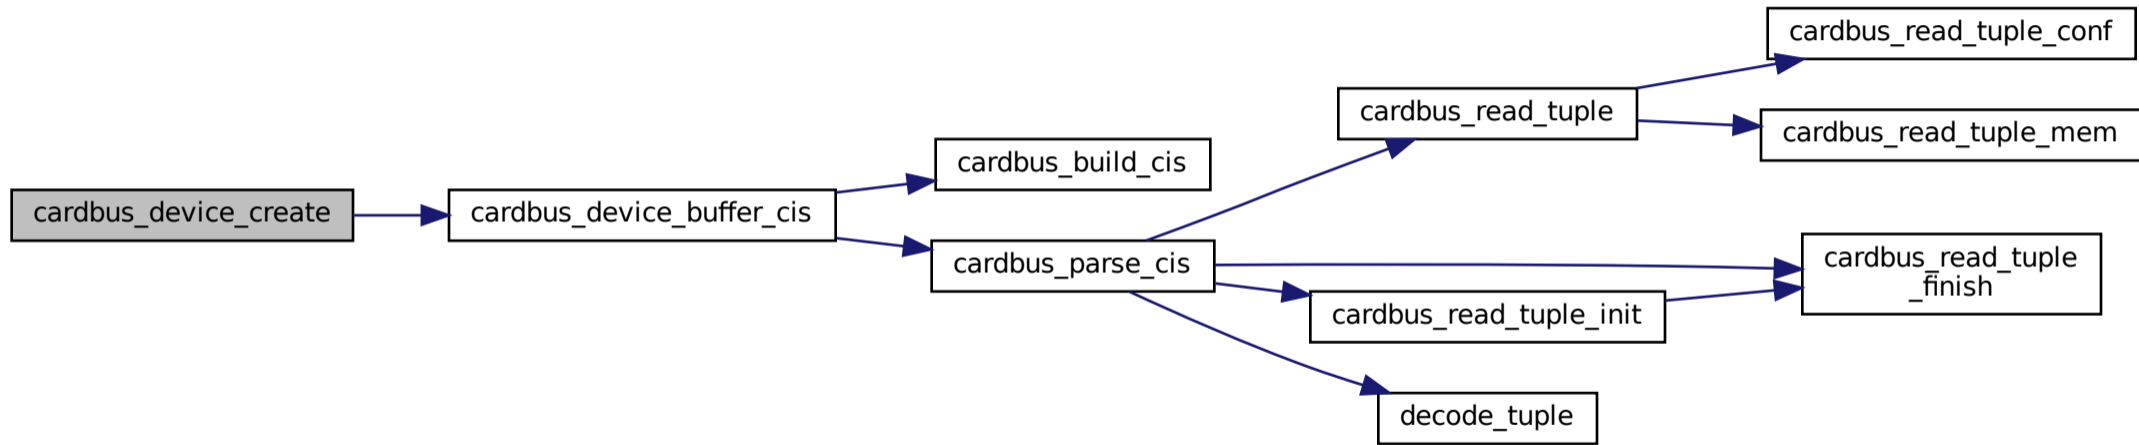 cardbus_device_create
cardbus_device_buffer_cis
cardbus_build_cis
cardbus_parse_cis
cardbus_read_tuple
cardbus_read_tuple_conf
cardbus_read_tuple_mem
cardbus_read_tuple
_finish
cardbus_read_tuple_init
decode_tuple